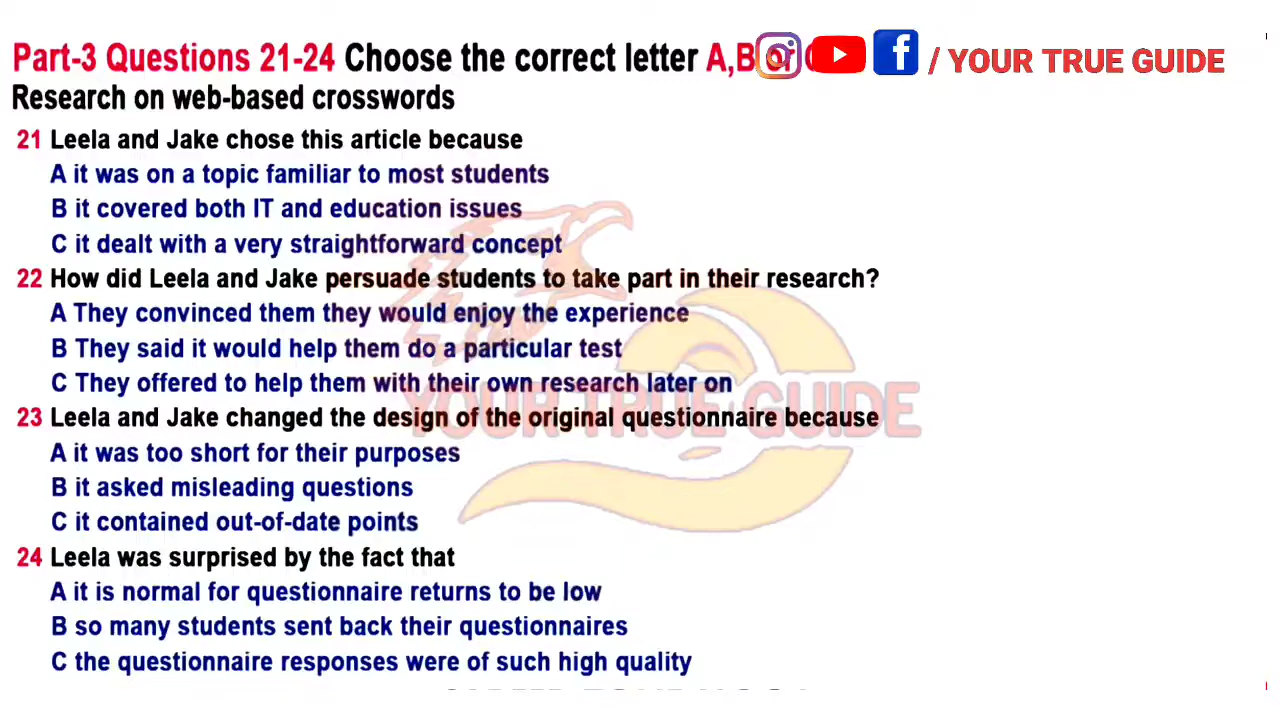 Part-3 Questions 21-24 Choose the correct letter A,B or
/ YOUR TRUE GUIDE
Research on web-based crosswords
21 Leela and Jake chose this article because
A it was on a topic familiar to most students
B it covered both IT and education issues
C it dealt with a very straightforward concept
22 How did Leela and Jake persuade students to take part in their research?
A They convinced them they would enjoy the experience
B They said it would help them do a particular test
C They offered to help them with their own research later on
YOUR TRUE GUIDE
23 Leela and Jake changed the design of the original questionnaire because
A it was too short for their purposes
B it asked misleading questions
C it contained out-of-date points
24 Leela was surprised by the fact that
A it is normal for questionnaire returns to be low
B so many students sent back their questionnaires
C the questionnaire responses were of such high quality